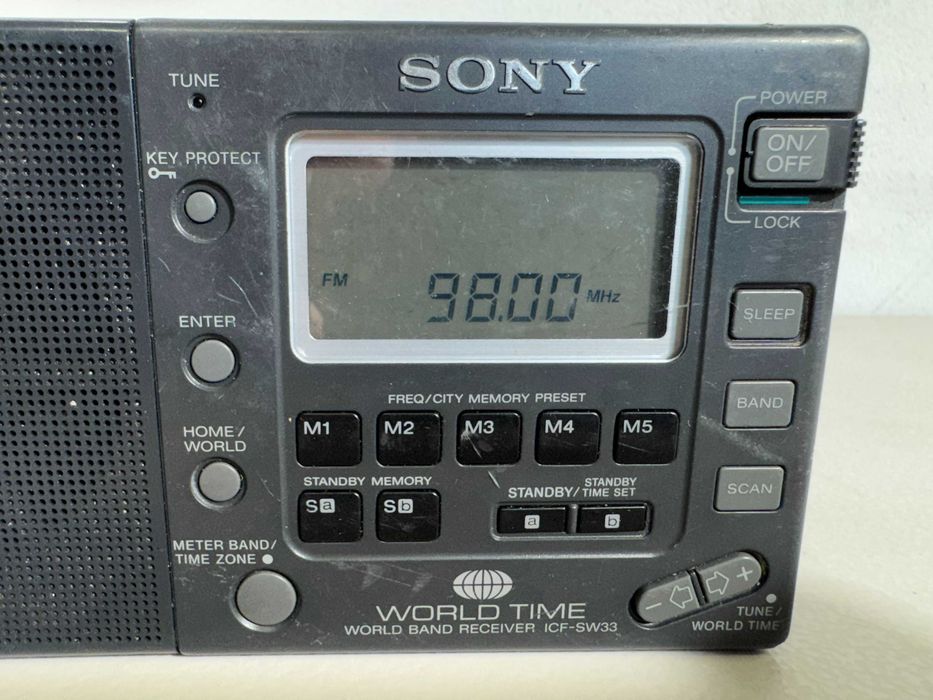 SONY
TUNE
POWER
ON/
OFF
LOCK
KEY PROTECT
FM 98.00 MHz
SLEEP
ENTER
FREQ/CITY MEMORY PRESET
BAND
M1 M2 M3 M4 M5
HOME/
WORLD
STANDBY MEMORY
STANDBY/ STANDBY
TIME SET
SCAN
Sa Sb
a b
METER BAND/
TIME ZONE
WORLD TIME
WORLD BAND RECEIVER ICF-SW33
- +
TUNE/
WORLD TIME